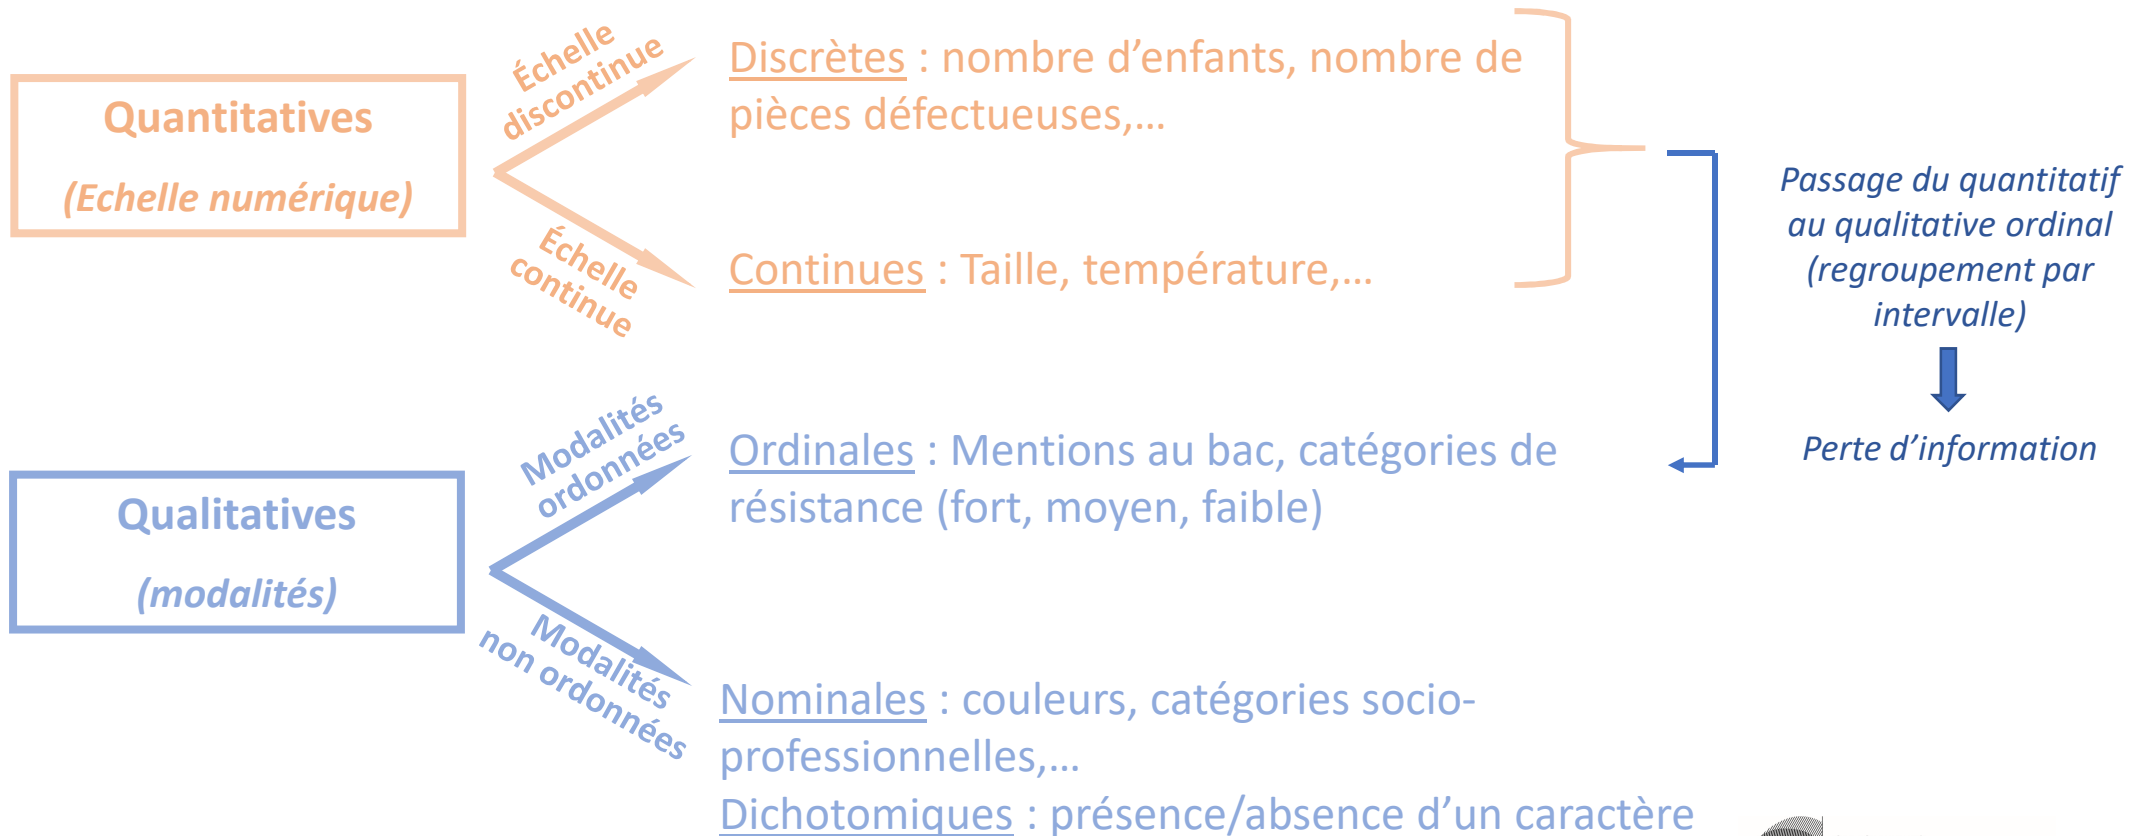 Quantitatives
(Echelle numérique)
Échelle
discontinue
Discrètes : nombre d’enfants, nombre de
pièces défectueuses,…
Échelle
continue
Continues : Taille, température,…
Passage du quantitatif
au qualitative ordinal
(regroupement par
intervalle)
Perte d’information
Qualitatives
(modalités)
Modalités
ordonnées
Ordinales : Mentions au bac, catégories de
résistance (fort, moyen, faible)
Modalités
non ordonnées
Nominales : couleurs, catégories socio-
professionnelles,…
Dichotomiques : présence/absence d’un caractère